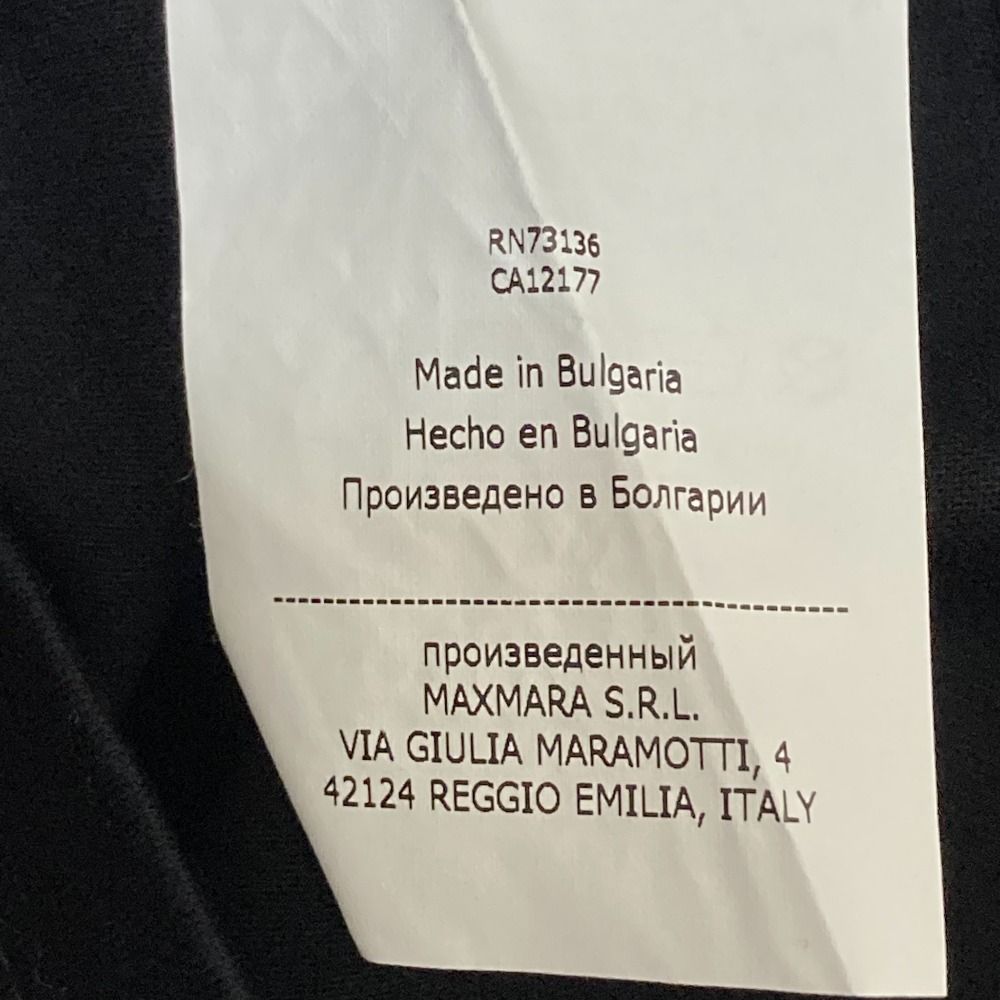 RN73136
CA12177
Made in Bulgaria
Hecho en Bulgaria
Произведено в Болгарии
----------------------------------------------
произведенный
MAXMARA S.R.L.
VIA GIULIA MARAMOTTI, 4
42124 REGGIO EMILIA, ITALY